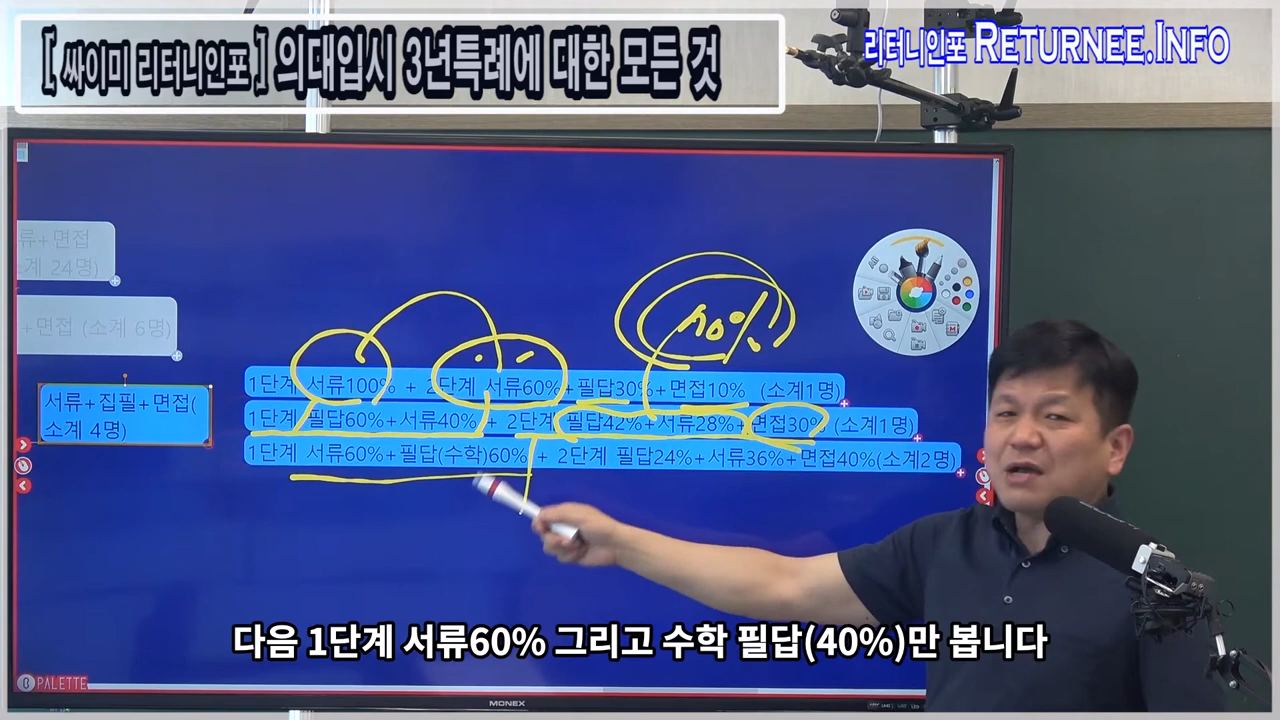 [ 싸이미 리터니인포 ] 의대입시 3년특례에 대한 모든 것
리터니인포 RETURNEE.INFO
류+면접
계 24명)
+면접 (소계 6명)
서류+집필+면접(
소계 4명)
40%!
1단계 서류100% + 2단계 서류60%+필답30%+면접10% (소계1명)
1단계 필답60%+서류40% + 2단계 필답42%+서류28%+면접30% (소계1명)
1단계 서류60%+필답(수학)60% + 2단계 필답24%+서류36%+면접40%(소계2명)
All
다음 1단계 서류60% 그리고 수학 필답(40%)만 봅니다
PALETTE
MONEX